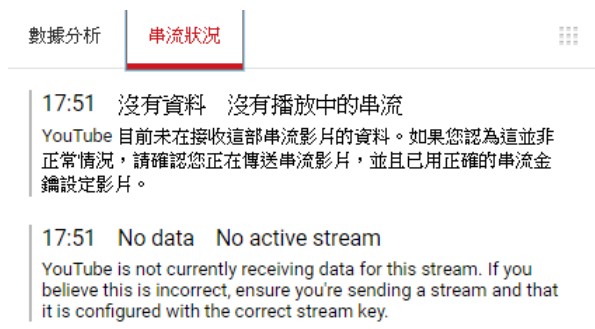 數據分析 串流狀況
17:51 沒有資料 沒有播放中的串流
YouTube 目前未在接收這部串流影片的資料。如果您認為這並非
正常情況，請確認您正在傳送串流影片，並且已用正確的串流金
鑰設定影片。
17:51 No data No active stream
YouTube is not currently receiving data for this stream. If you
believe this is incorrect, ensure you're sending a stream and that
it is configured with the correct stream key.